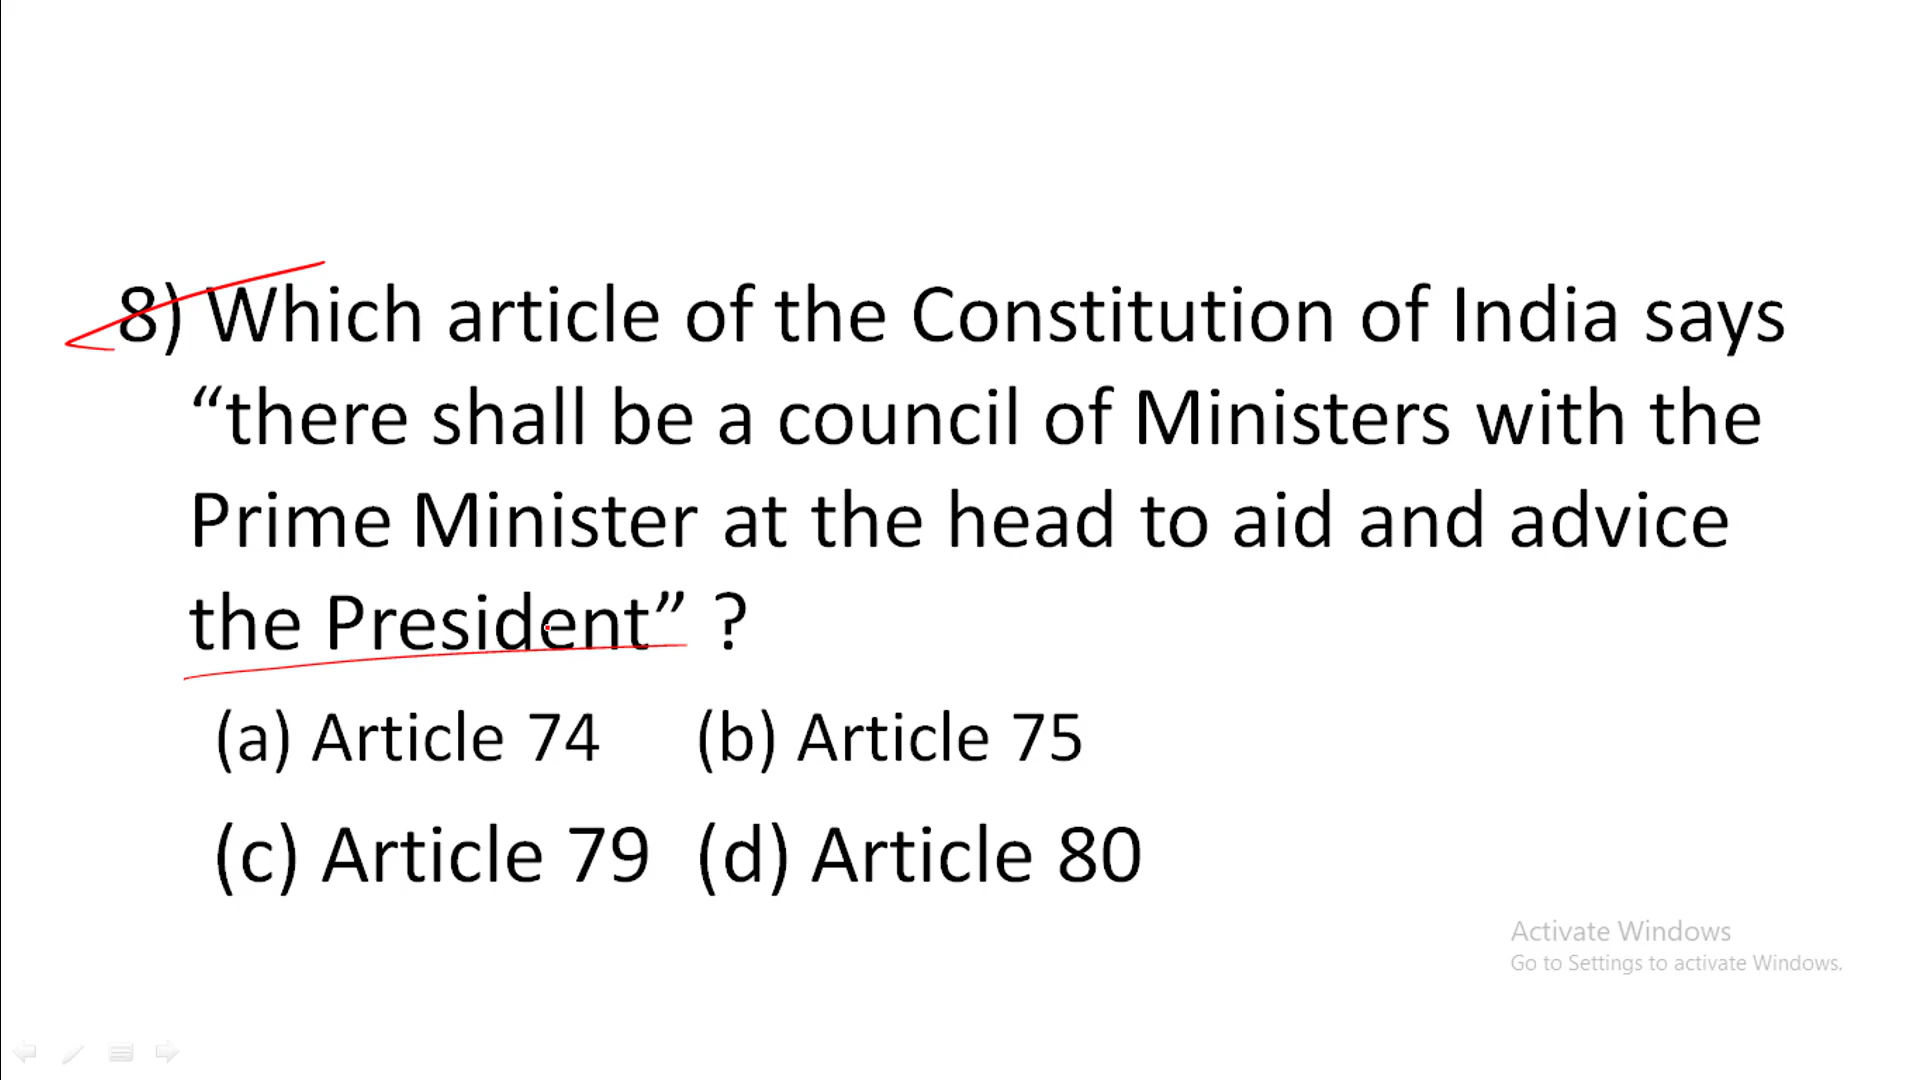 8) Which article of the Constitution of India says
“there shall be a council of Ministers with the
Prime Minister at the head to aid and advice
the President” ?
(a) Article 74 (b) Article 75
(c) Article 79 (d) Article 80
Activate Windows
Go to Settings to activate Windows.